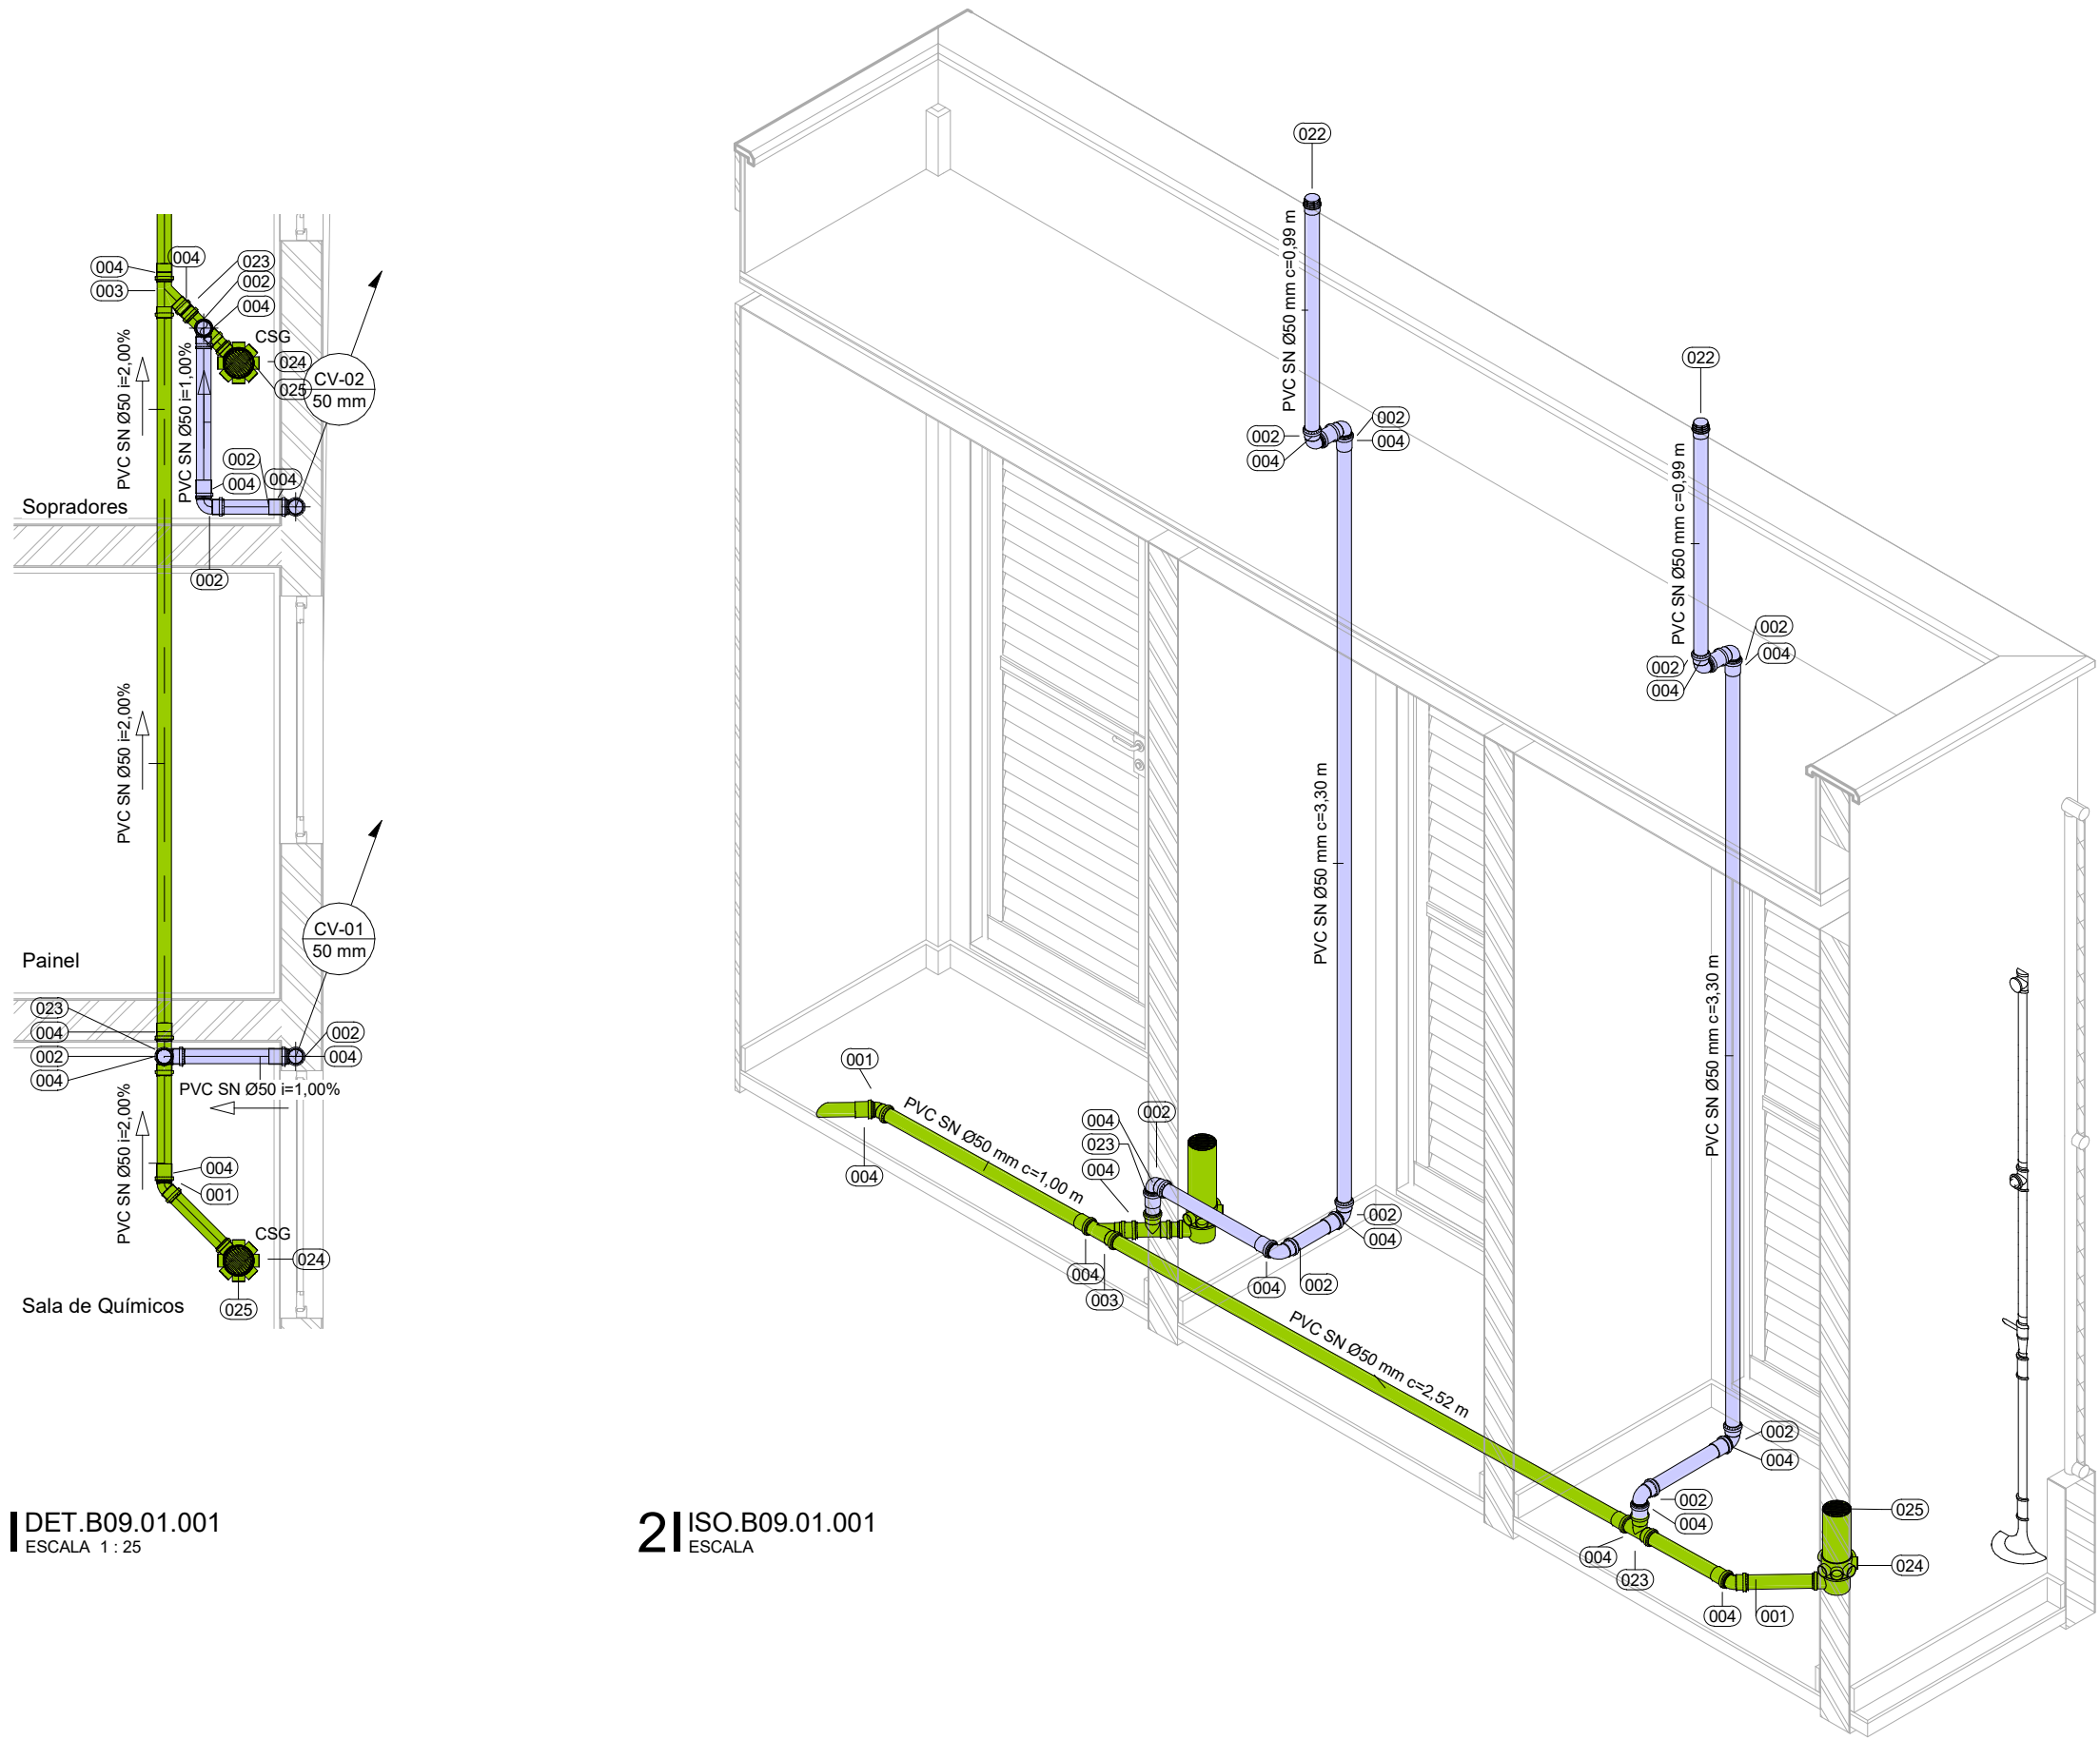 004
004
023
003
002
004
CSG
024
025
CV-02
50 mm
PVC SN Ø50 i=2,00%
PVC SN Ø50 i=1,00%
002
004
004
Sopradores
002
PVC SN Ø50 i=2,00%
CV-01
50 mm
Painel
023
004
002
004
002
004
PVC SN Ø50 i=1,00%
PVC SN Ø50 i=2,00%
004
001
CSG
024
025
Sala de Químicos
DET.B09.01.001
ESCALA 1 : 25
022
PVC SN Ø50 mm c=0,99 m
002
004
002
004
022
PVC SN Ø50 mm c=0,99 m
002
004
002
004
PVC SN Ø50 mm c=3,30 m
PVC SN Ø50 mm c=3,30 m
001
004
PVC SN Ø50 mm c=1,00 m
002
004
023
004
004
003
002
004
004
002
PVC SN Ø50 mm c=2,52 m
002
004
002
004
004
023
004
001
025
024
2
ISO.B09.01.001
ESCALA